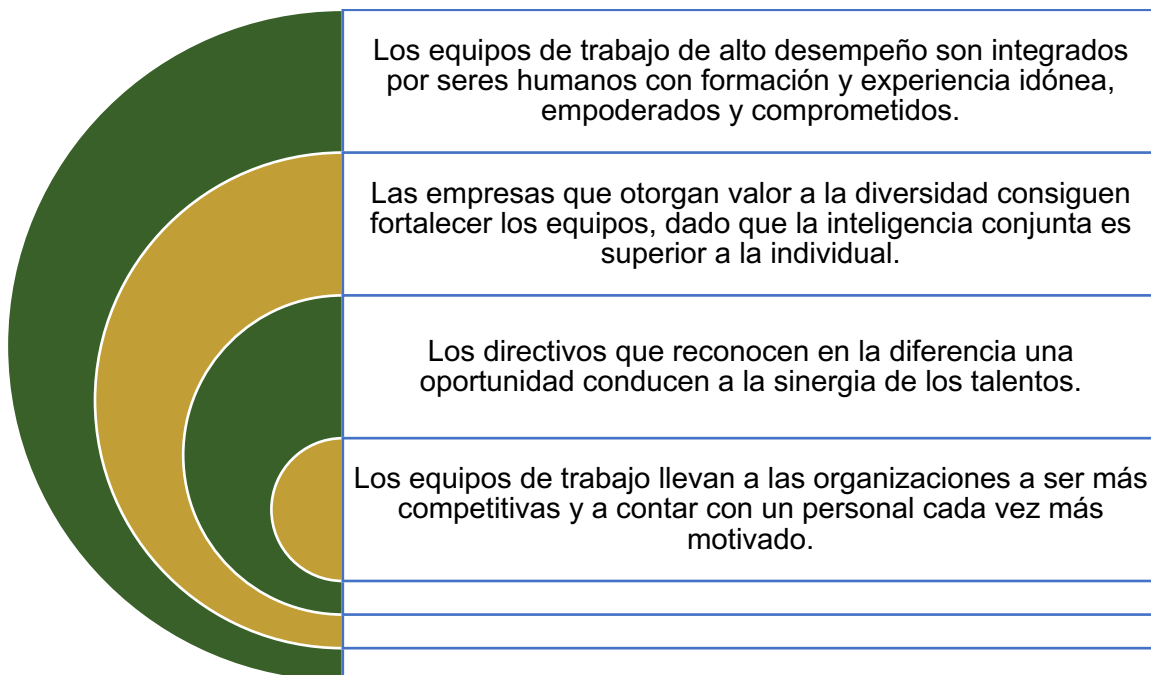 Los equipos de trabajo de alto desempeño son integrados
por seres humanos con formación y experiencia idónea,
empoderados y comprometidos.
Las empresas que otorgan valor a la diversidad consiguen
fortalecer los equipos, dado que la inteligencia conjunta es
superior a la individual.
Los directivos que reconocen en la diferencia una
oportunidad conducen a la sinergia de los talentos.
Los equipos de trabajo llevan a las organizaciones a ser más
competitivas y a contar con un personal cada vez más
motivado.